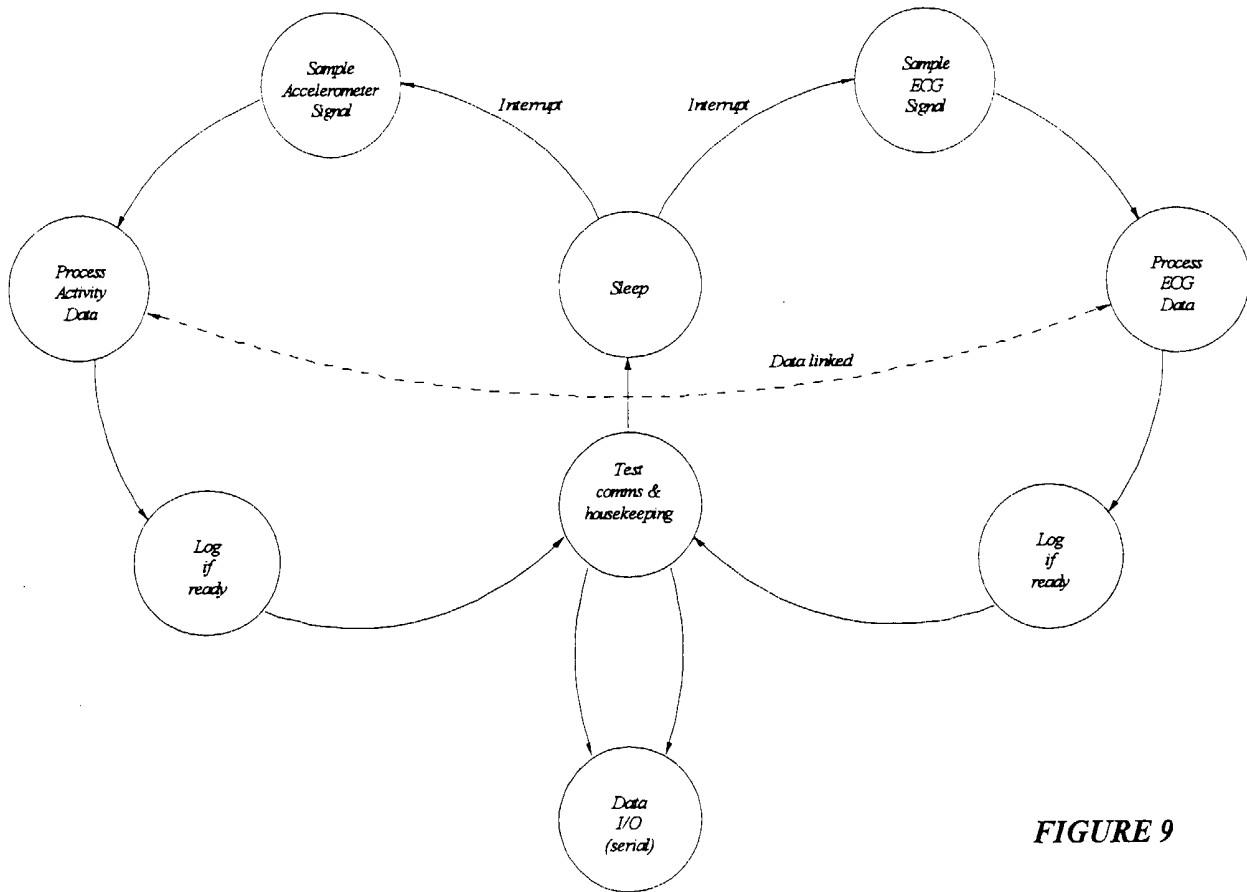 Sample
Accelerometer
Signal
Interrupt
Interrupt
Sample
ECG
Signal
Process
Activity
Data
Sleep
Process
ECG
Data
Data linked
Test
comms &
housekeeping
Log
if
ready
Log
if
ready
Data
I/O
(serial)
FIGURE 9